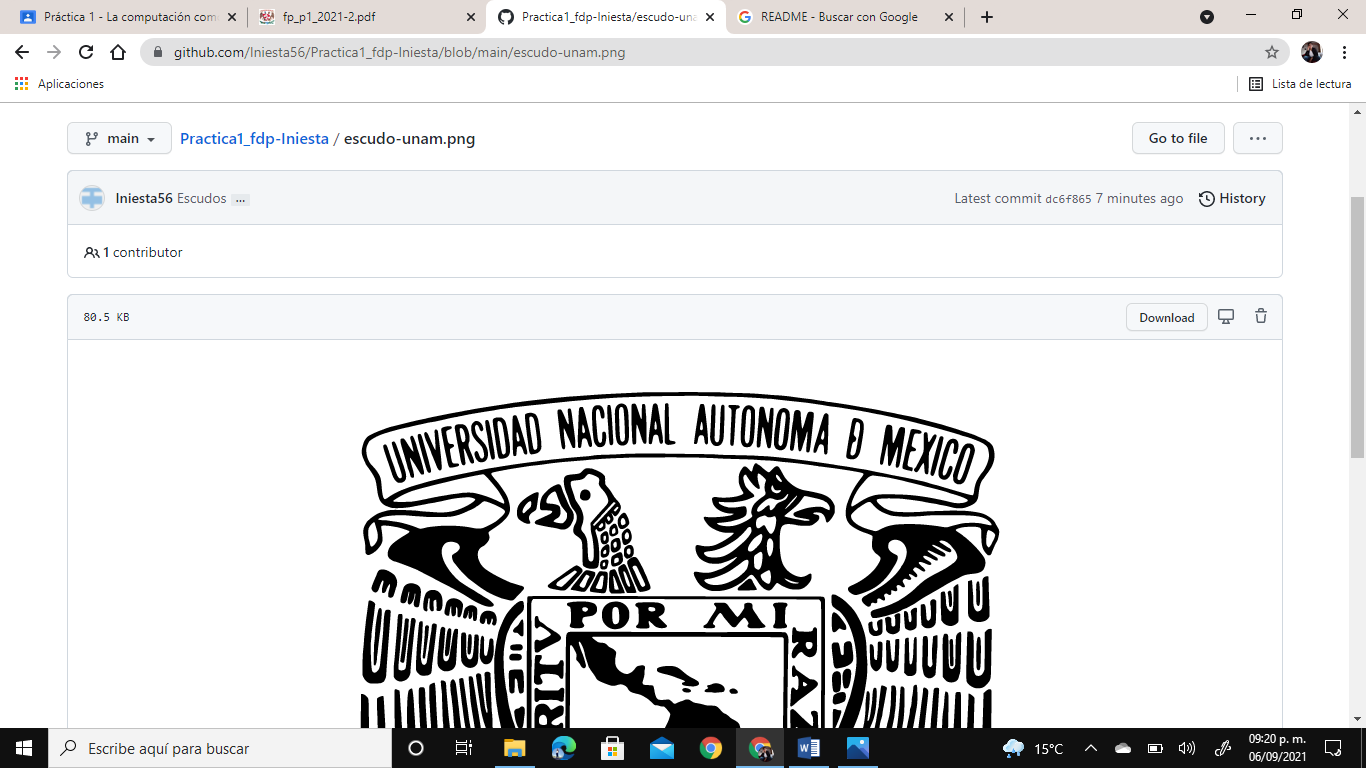 Práctica 1 - La computación com
fp_p1_2021-2.pdf
Practica1_fdp-Iniesta/escudo-una
README - Buscar con Google
github.com/Iniesta56/Practica1_fdp-Iniesta/blob/main/escudo-unam.png
Aplicaciones
Lista de lectura
main
Practica1_fdp-Iniesta / escudo-unam.png
Go to file
Iniesta56 Escudos ...
Latest commit dc6f865 7 minutes ago
History
1 contributor
80.5 KB
Download
UNIVERSIDAD NACIONAL AUTONOMA D MEXICO
POR MI
RAZ
RITV
Escribe aquí para buscar
15°C
09:20 p. m.
06/09/2021